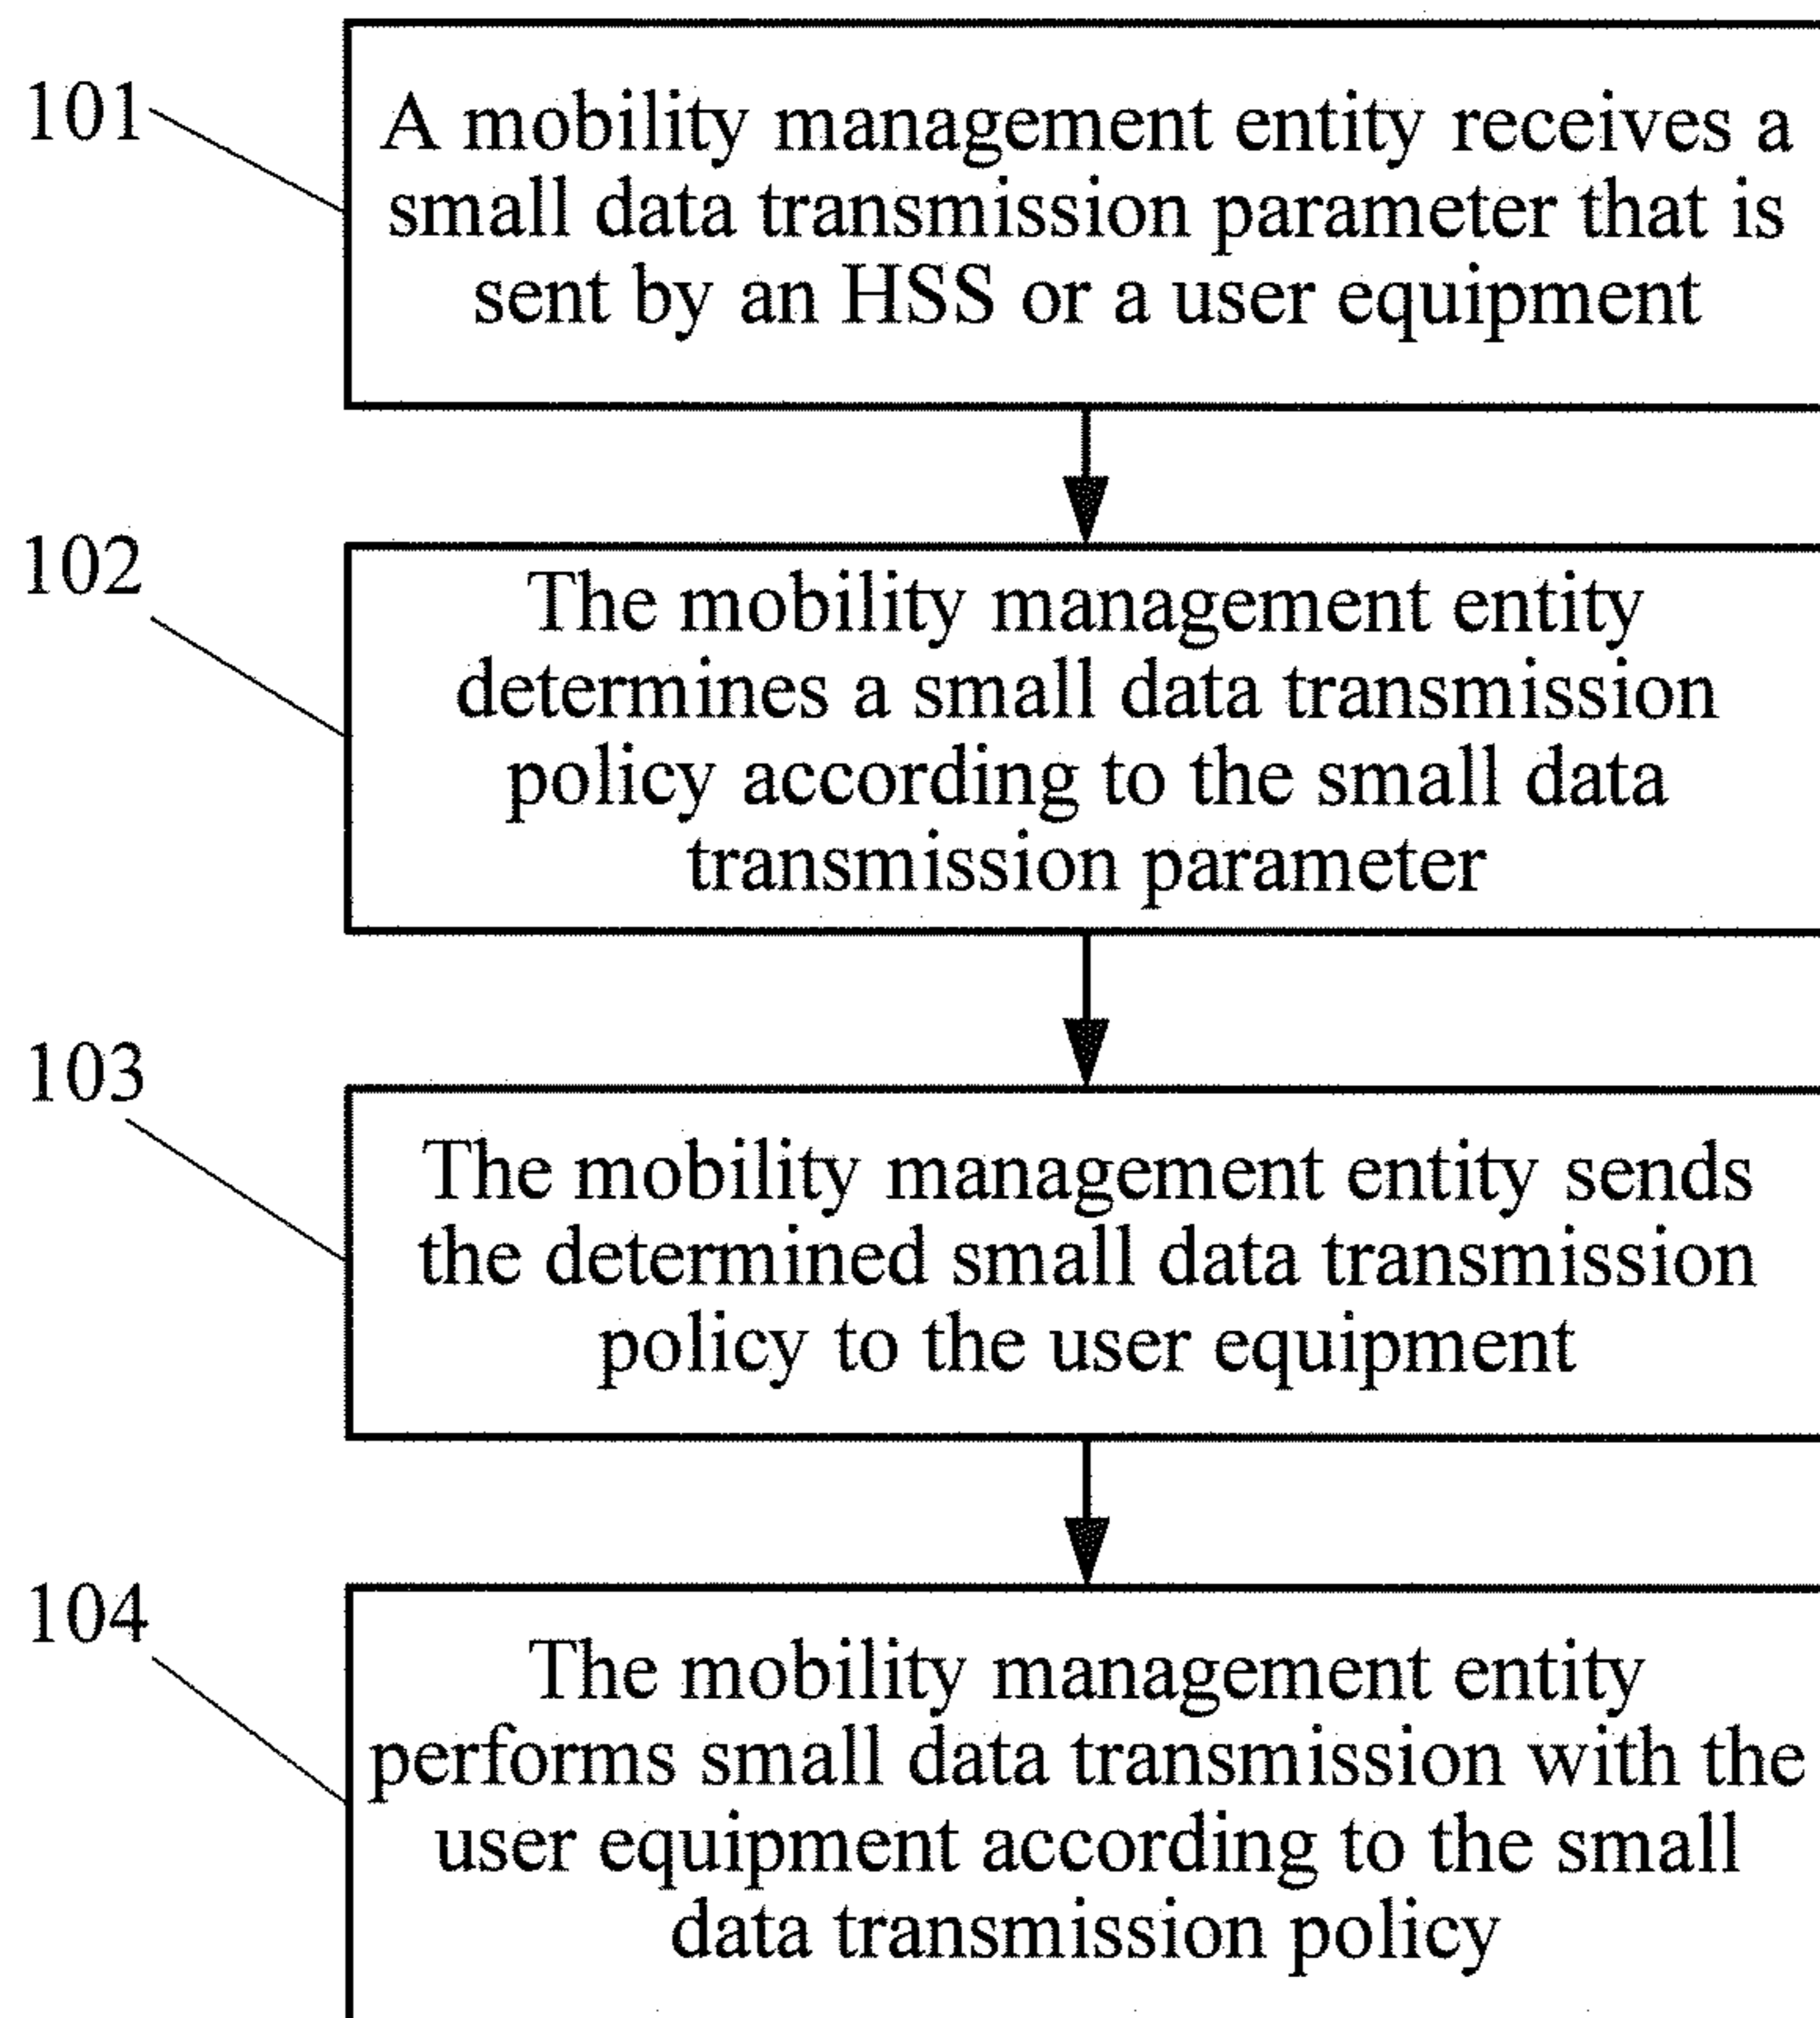 101
A mobility management entity receives a
small data transmission parameter that is
sent by an HSS or a user equipment
102
The mobility management entity
determines a small data transmission
policy according to the small data
transmission parameter
103
The mobility management entity sends
the determined small data transmission
policy to the user equipment
104
The mobility management entity
performs small data transmission with the
user equipment according to the small
data transmission policy